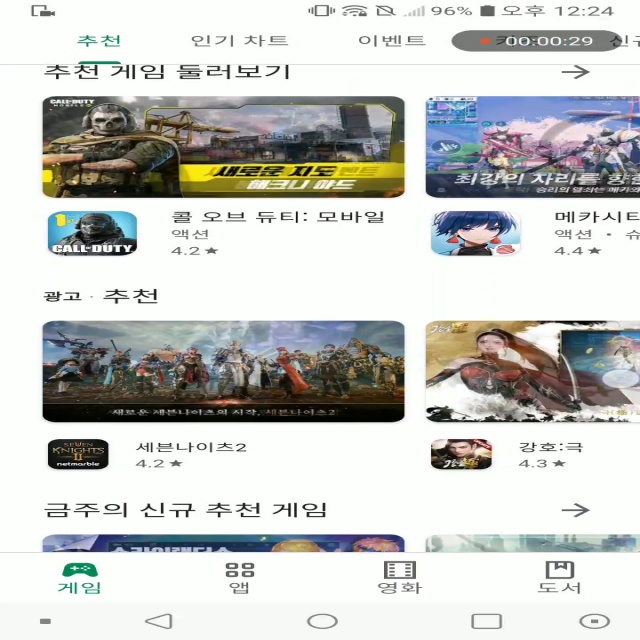 96% 오후 12:24
추천 인기 차트 이벤트 00:00:29 신규
추천 게임 둘러보기
CALL·DUTY
MOBILE
새로운 지도
테크니 야드
최강의 자리를 향한
승리의 열쇠는 메카와
콜 오브 듀티: 모바일
액션
4.2★
CALL·DUTY
메카시티
액션 · 슈
4.4★
광고 · 추천
새로운 세븐나이츠의 시작, 세븐나이츠2
SEVEN
KNIGHTS
II
netmarble
세븐나이츠2
4.2★
강호:극
4.3★
금주의 신규 추천 게임
게임 앱 영화 도서